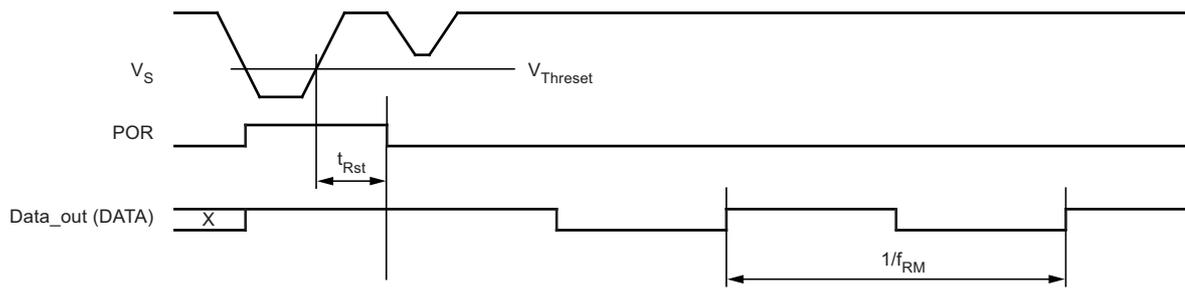 V_S
V_Threset
POR
t_Rst
Data_out (DATA)
X
1/f_RM